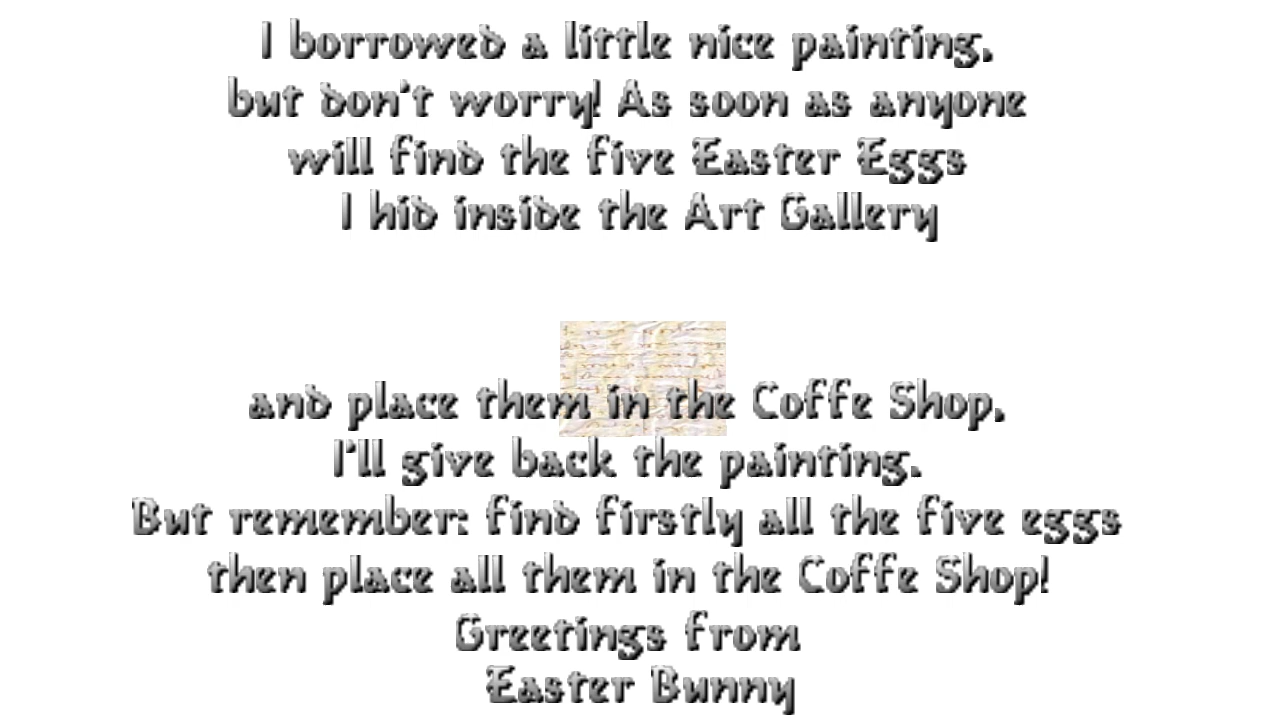 I borrowed a little nice painting,
but don't worry! As soon as anyone
will find the five Easter Eggs
I hid inside the Art Gallery
and place them in the Coffe Shop,
I'll give back the painting.
But remember: find firstly all the five eggs
then place all them in the Coffe Shop!
Greetings from
Easter Bunny